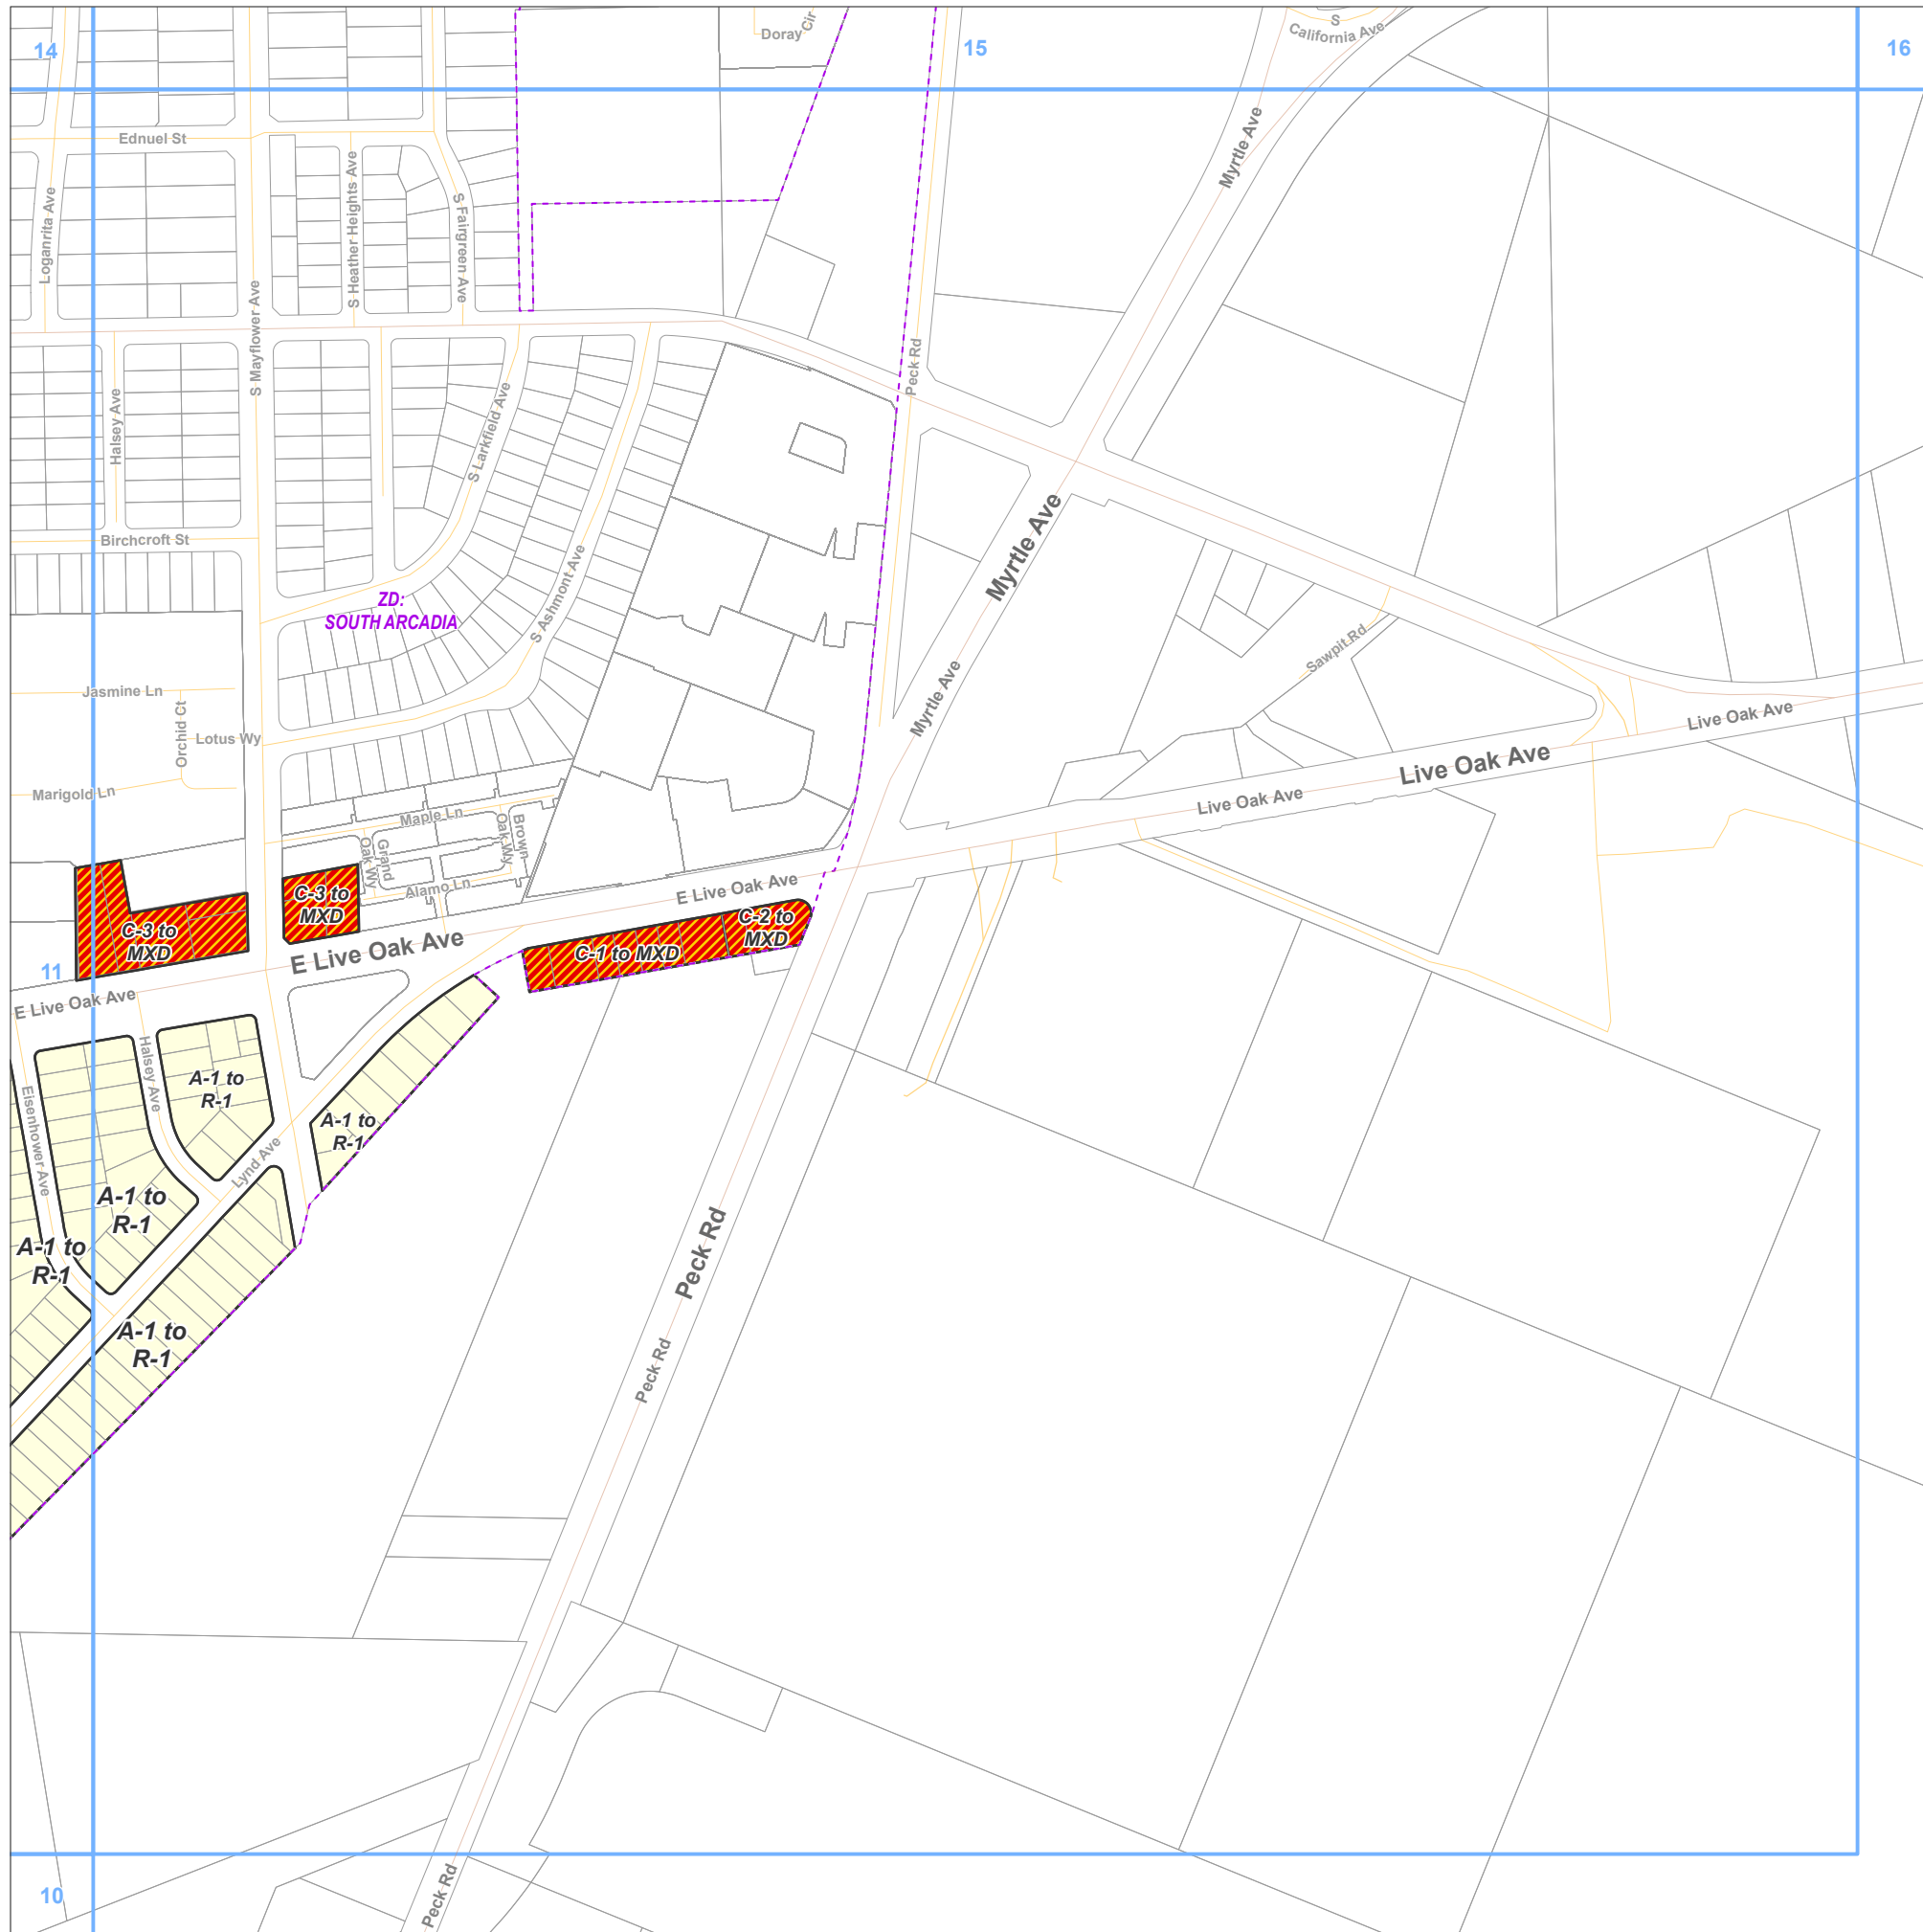 14
Doray Cir
S
California Ave
15
16
Ednuel St
Myrtle Ave
Loganrita Ave
S Heather Heights Ave
S Fairgreen Ave
S Mayflower Ave
Peck Rd
Halsey Ave
S Larkfield Ave
Birchcroft St
Myrtle Ave
S Ashmont Ave
ZD:
SOUTH ARCADIA
Sawpit Rd
Jasmine Ln
Orchid Ct
Lotus Wy
Myrtle Ave
Live Oak Ave
Live Oak Ave
Marigold Ln
Live Oak Ave
Maple Ln
Grand
Oak Wy
Brown
Oak Wy
Alamo Ln
E Live Oak Ave
C-3 to
MXD
C-3 to
MXD
C-2 to
MXD
C-1 to MXD
E Live Oak Ave
11
E Live Oak Ave
Halsey Ave
Eisenhower Ave
A-1 to
R-1
A-1 to
R-1
Lynd Ave
A-1 to
R-1
A-1 to
R-1
A-1 to
R-1
Peck Rd
Peck Rd
Peck Rd
10